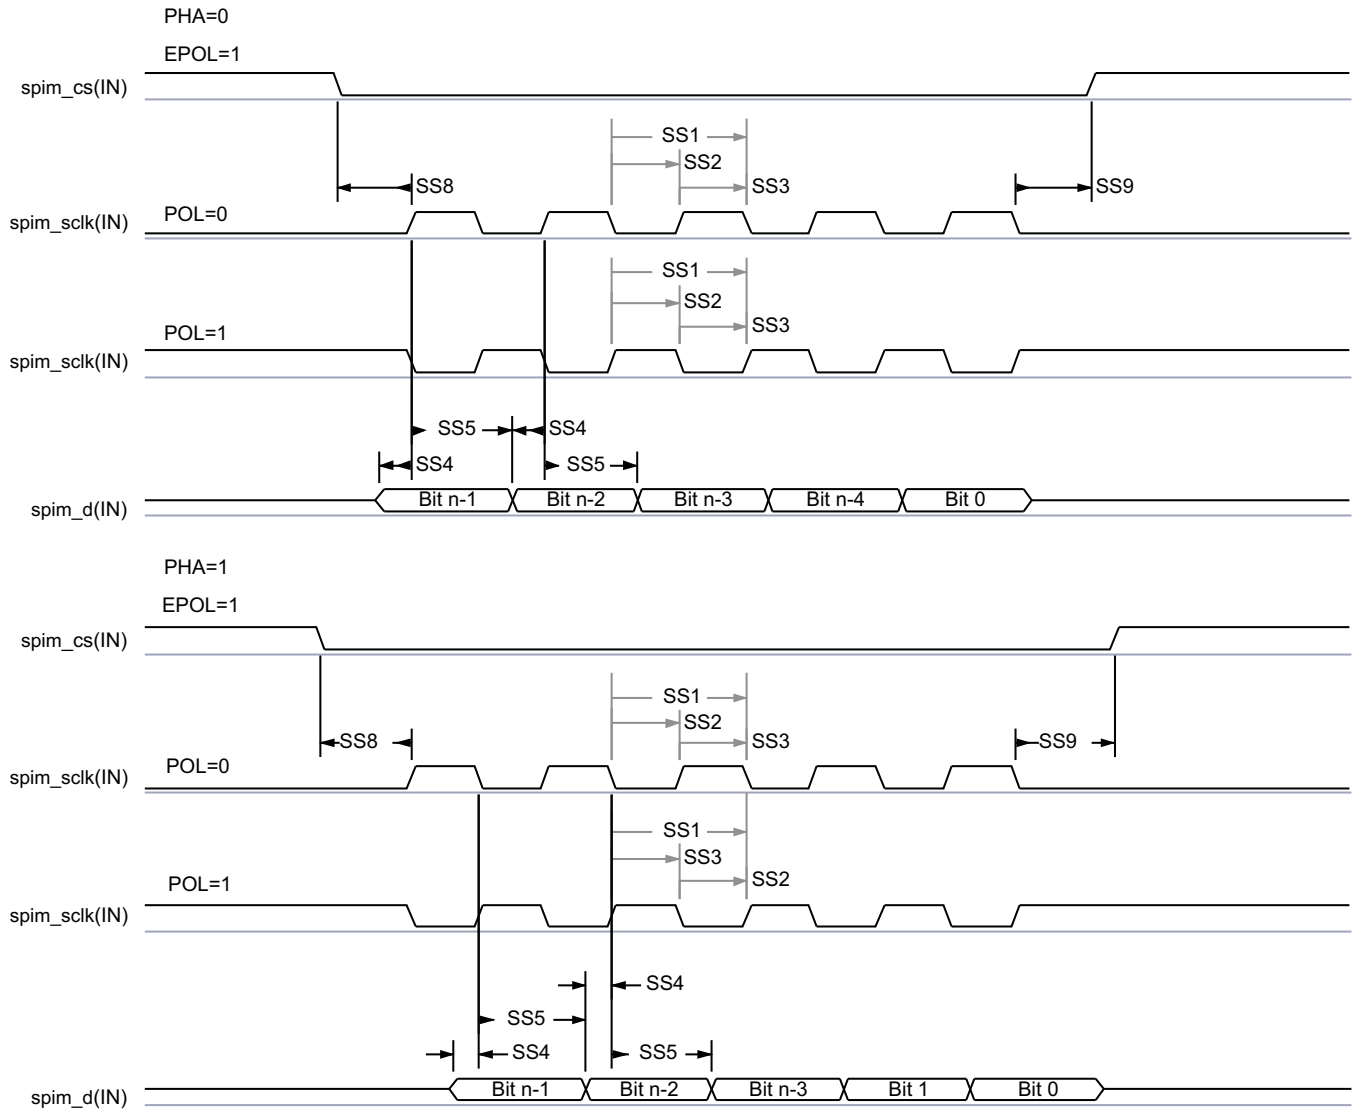 PHA=0
EPOL=1
spim_cs(IN)
SS1
SS2
SS8
SS3
SS9
POL=0
spim_sclk(IN)
SS1
SS2
SS3
POL=1
spim_sclk(IN)
SS5
SS4
SS4
SS5
Bit n-1
Bit n-2
Bit n-3
Bit n-4
Bit 0
spim_d(IN)
PHA=1
EPOL=1
spim_cs(IN)
SS1
SS2
SS8
SS3
SS9
POL=0
spim_sclk(IN)
SS1
SS3
SS2
POL=1
spim_sclk(IN)
SS4
SS5
SS4
SS5
Bit n-1
Bit n-2
Bit n-3
Bit 1
Bit 0
spim_d(IN)